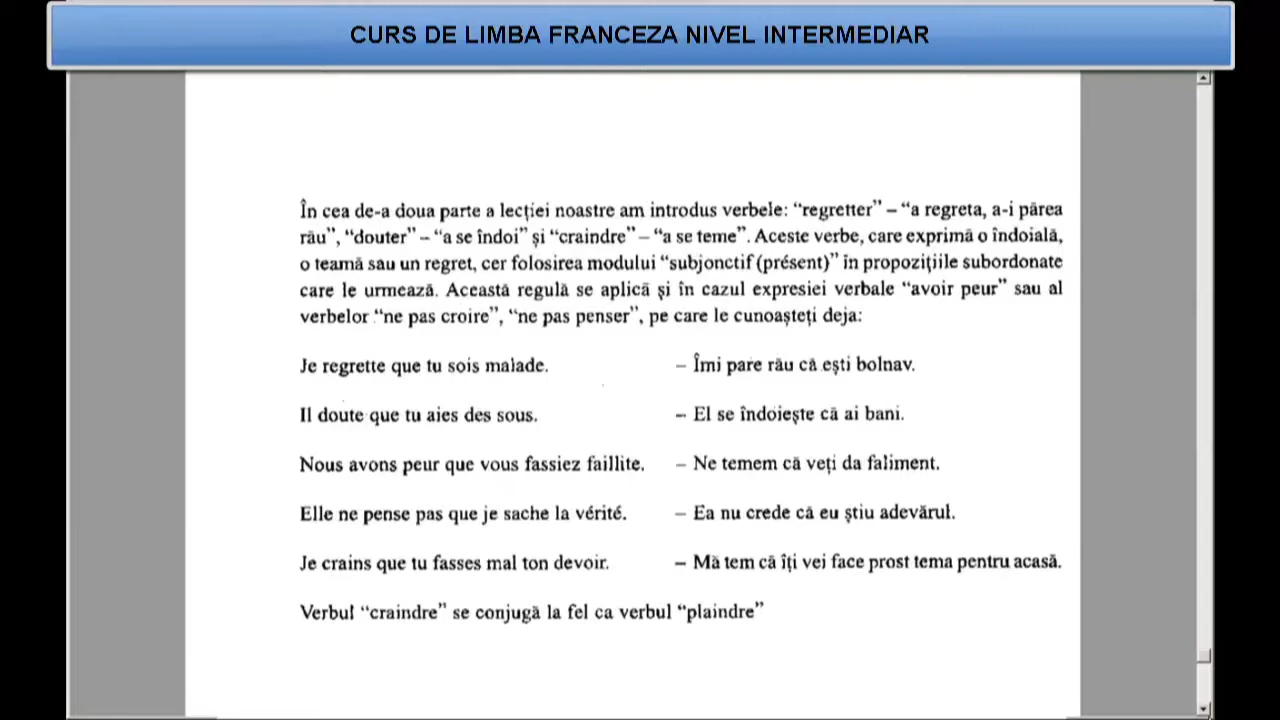 CURS DE LIMBA FRANCEZA NIVEL INTERMEDIAR
În cea de-a doua parte a lecției noastre am introdus verbele: “regretter” – “a regreta, a-i părea
rău”, “douter” – “a se îndoi” și “craindre” – “a se teme”. Aceste verbe, care exprimă o îndoială,
o teamă sau un regret, cer folosirea modului “subjonctif (présent)” în propozițiile subordonate
care le urmează. Această regulă se aplică și în cazul expresiei verbale “avoir peur” sau al
verbelor “ne pas croire”, “ne pas penser”, pe care le cunoașteți deja:
Je regrette que tu sois malade. – Îmi pare rău că ești bolnav.
Il doute que tu aies des sous. – El se îndoiește că ai bani.
Nous avons peur que vous fassiez faillite. – Ne temem că veți da faliment.
Elle ne pense pas que je sache la vérité. – Ea nu crede că eu știu adevărul.
Je crains que tu fasses mal ton devoir. – Mă tem că îți vei face prost tema pentru acasă.
Verbul “craindre” se conjugă la fel ca verbul “plaindre”